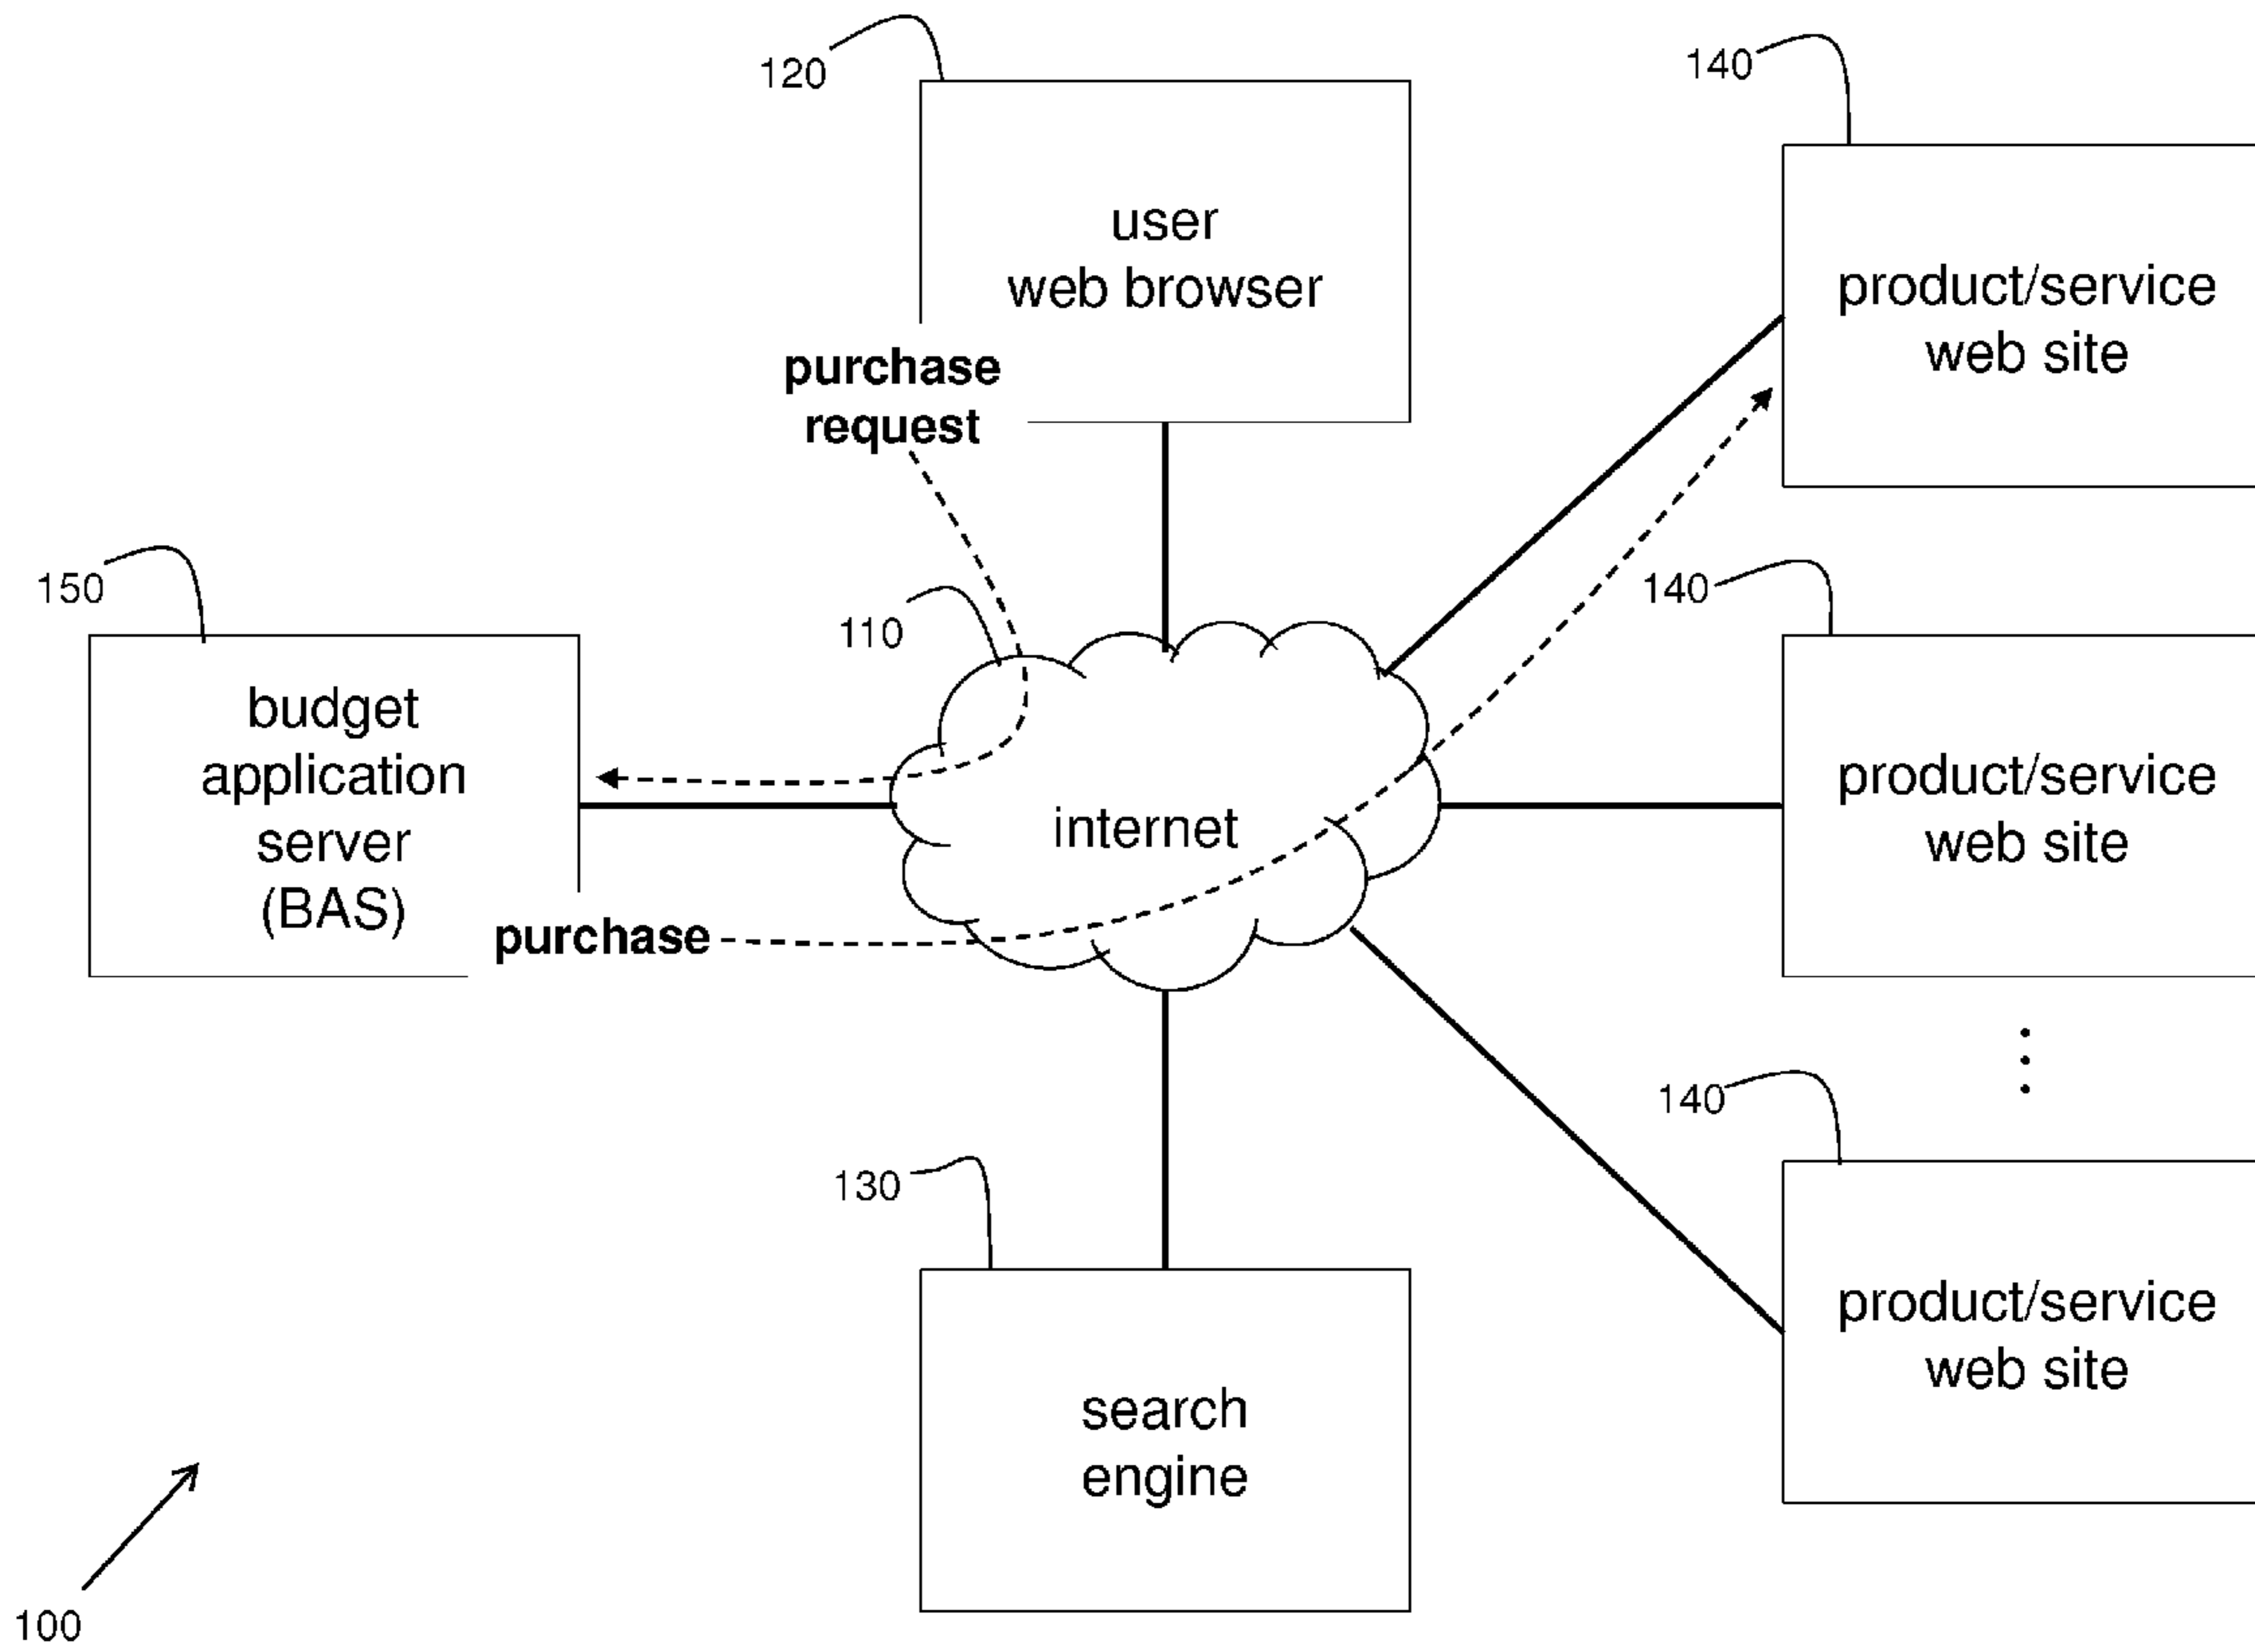 120
140
user
web browser
product/service
web site
purchase
request
150
110
140
budget
application
server
(BAS)
internet
product/service
web site
purchase
140
130
product/service
web site
search
engine
100